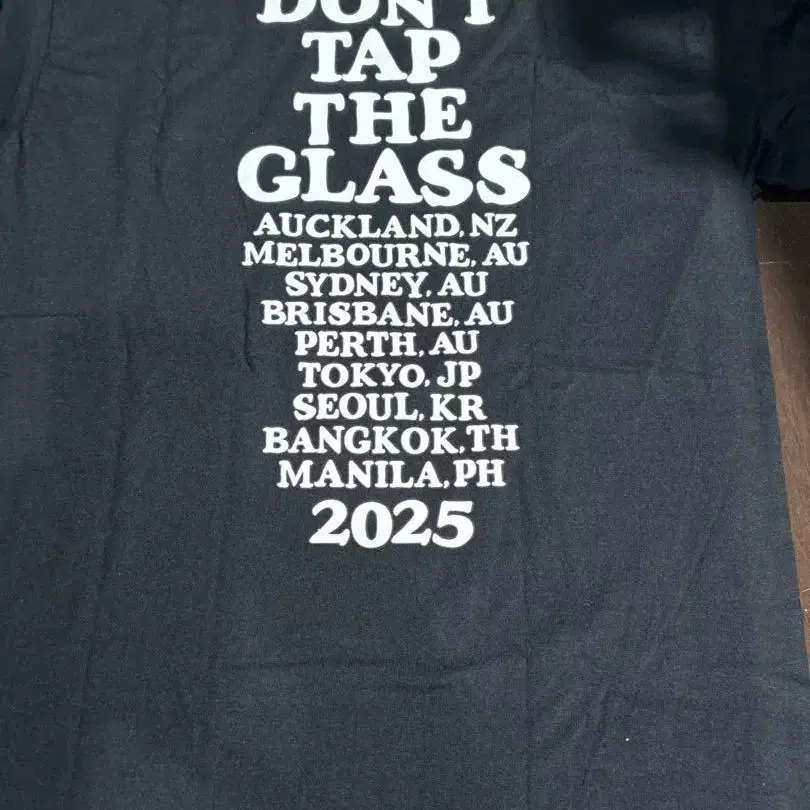 DON'T
TAP
THE
GLASS
AUCKLAND, NZ
MELBOURNE, AU
SYDNEY, AU
BRISBANE, AU
PERTH, AU
TOKYO, JP
SEOUL, KR
BANGKOK, TH
MANILA, PH
2025